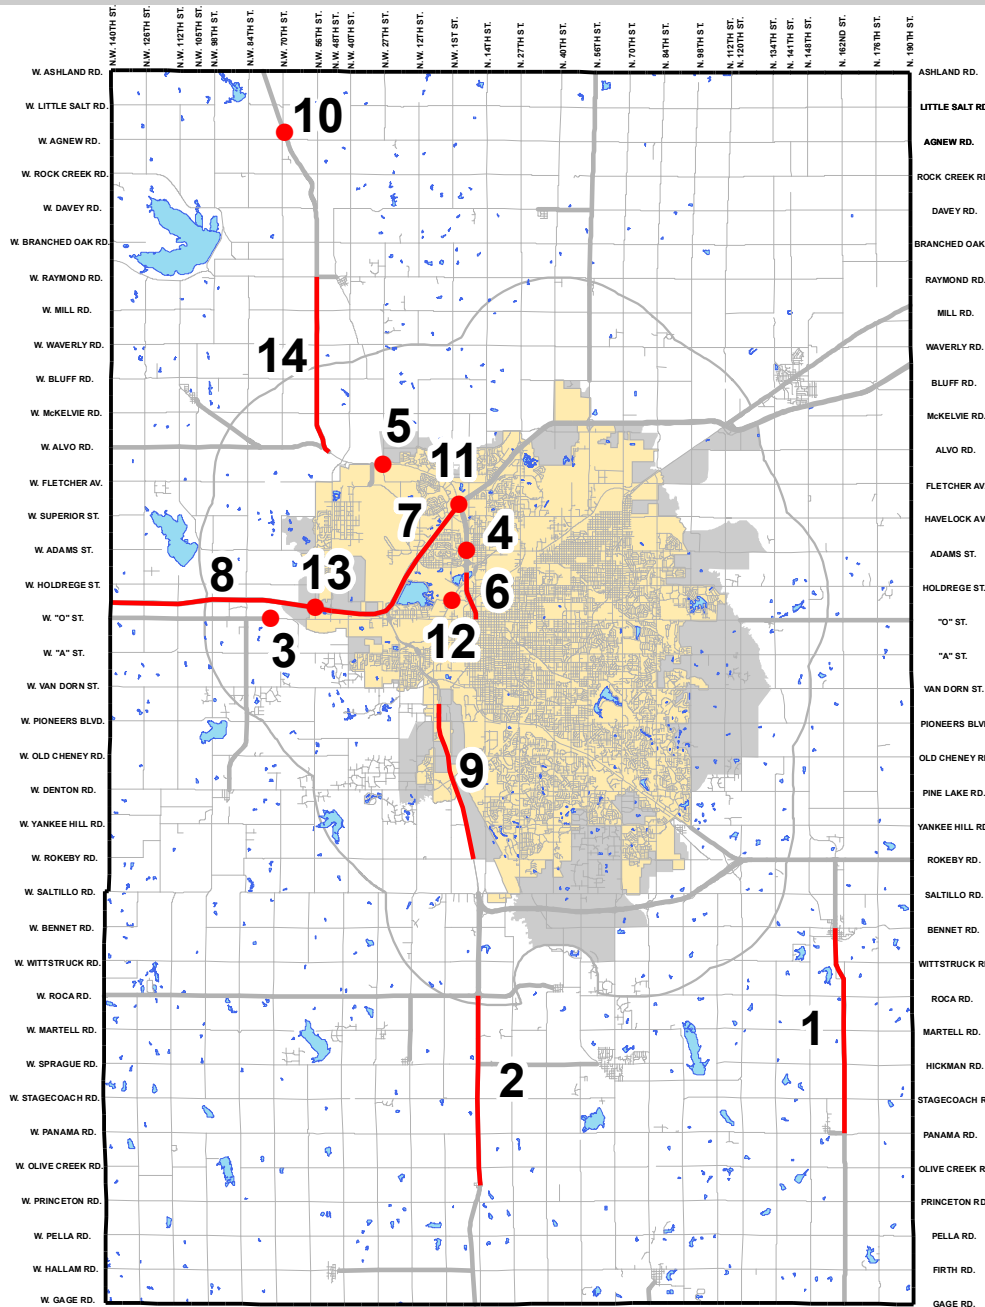 N.W. 140TH ST.
N.W. 126TH ST.
N.W. 112TH ST.
N.W. 105TH ST.
N.W. 98TH ST.
N.W. 84TH ST.
N.W. 70TH ST.
N.W. 56TH ST.
N.W. 48TH ST.
N.W. 40TH ST.
N.W. 27TH ST.
N.W. 12TH ST.
N.W. 1ST ST.
N. 14TH ST.
N. 27TH ST.
N. 40TH ST.
N. 56TH ST.
N. 70TH ST.
N. 84TH ST.
N. 98TH ST.
N. 112TH ST.
N. 120TH ST.
N. 134TH ST.
N. 141TH ST.
N. 148TH ST.
N. 162ND ST.
N. 176TH ST.
N. 190TH ST.
W. ASHLAND RD.
W. LITTLE SALT RD.
W. AGNEW RD.
W. ROCK CREEK RD.
W. DAVEY RD.
W. BRANCHED OAK RD.
W. RAYMOND RD.
W. MILL RD.
W. WAVERLY RD.
W. BLUFF RD.
W. McKELVIE RD.
W. ALVO RD.
W. FLETCHER AV.
W. SUPERIOR ST.
W. ADAMS ST.
W. HOLDREGE ST.
W. "O" ST.
W. "A" ST.
W. VAN DORN ST.
W. PIONEERS BLVD.
W. OLD CHENEY RD.
W. DENTON RD.
W. YANKEE HILL RD.
W. ROKEBY RD.
W. SALTILLO RD.
W. BENNET RD.
W. WITTSTRUCK RD.
W. ROCA RD.
W. MARTELL RD.
W. SPRAGUE RD.
W. STAGECOACH RD.
W. PANAMA RD.
W. OLIVE CREEK RD.
W. PRINCETON RD.
W. PELLA RD.
W. HALLAM RD.
W. GAGE RD.
10
14
5
11
7
4
8
13
6
3
12
9
1
2
ASHLAND RD.
LITTLE SALT RD
AGNEW RD.
ROCK CREEK RD
DAVEY RD.
BRANCHED OAK
RAYMOND RD.
MILL RD.
WAVERLY RD.
BLUFF RD.
McKELVIE RD.
ALVO RD.
FLETCHER AV.
HAVELOCK AV
ADAMS ST.
HOLDREGE ST.
"O" ST.
"A" ST.
VAN DORN ST.
PIONEERS BLV
OLD CHENEY R
PINE LAKE RD.
YANKEE HILL R
ROKEBY RD.
SALTILLO RD.
BENNET RD.
WITTSTRUCK R
ROCA RD.
MARTELL RD.
HICKMAN RD.
STAGECOACH R
PANAMA RD.
OLIVE CREEK R
PRINCETON RD.
PELLA RD.
FIRTH RD.
GAGE RD.